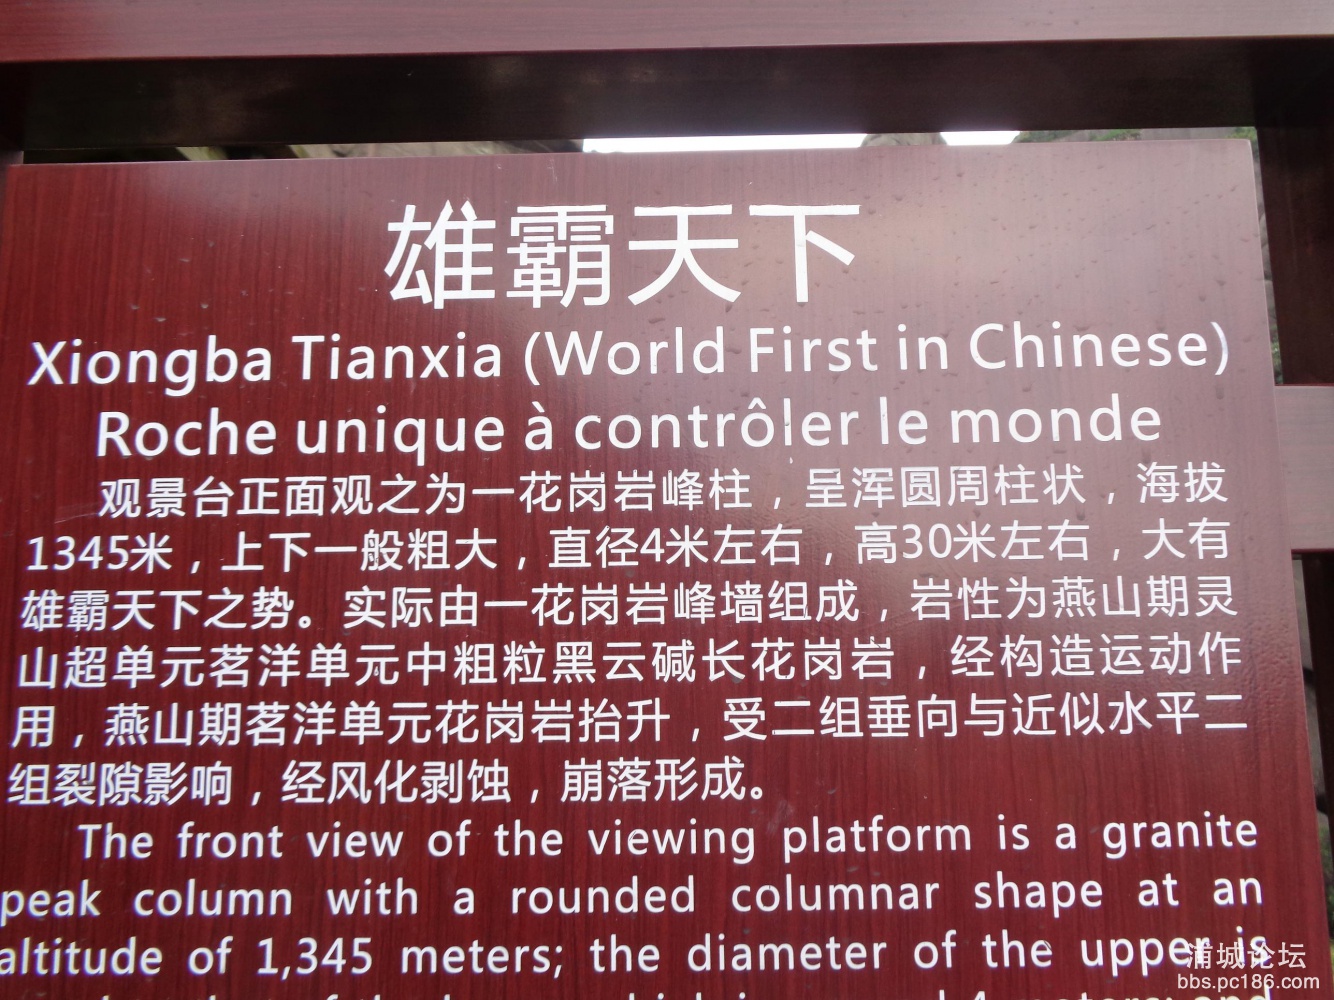 雄霸天下
Xiongba Tianxia (World First in Chinese)
Roche unique à contrôler le monde
观景台正面观之为一花岗岩峰柱，呈浑圆周柱状，海拔
1345米，上下一般粗大，直径4米左右，高30米左右，大有
雄霸天下之势。实际由一花岗岩峰墙组成，岩性为燕山期灵
山超单元茗洋单元中粗粒黑云碱长花岗岩，经构造运动作
用，燕山期茗洋单元花岗岩抬升，受二组垂向与近似水平二
组裂隙影响，经风化剥蚀，崩落形成。
The front view of the viewing platform is a granite
peak column with a rounded columnar shape at an
altitude of 1,345 meters; the diameter of the upper is
浦城论坛
bbs.pc186.com